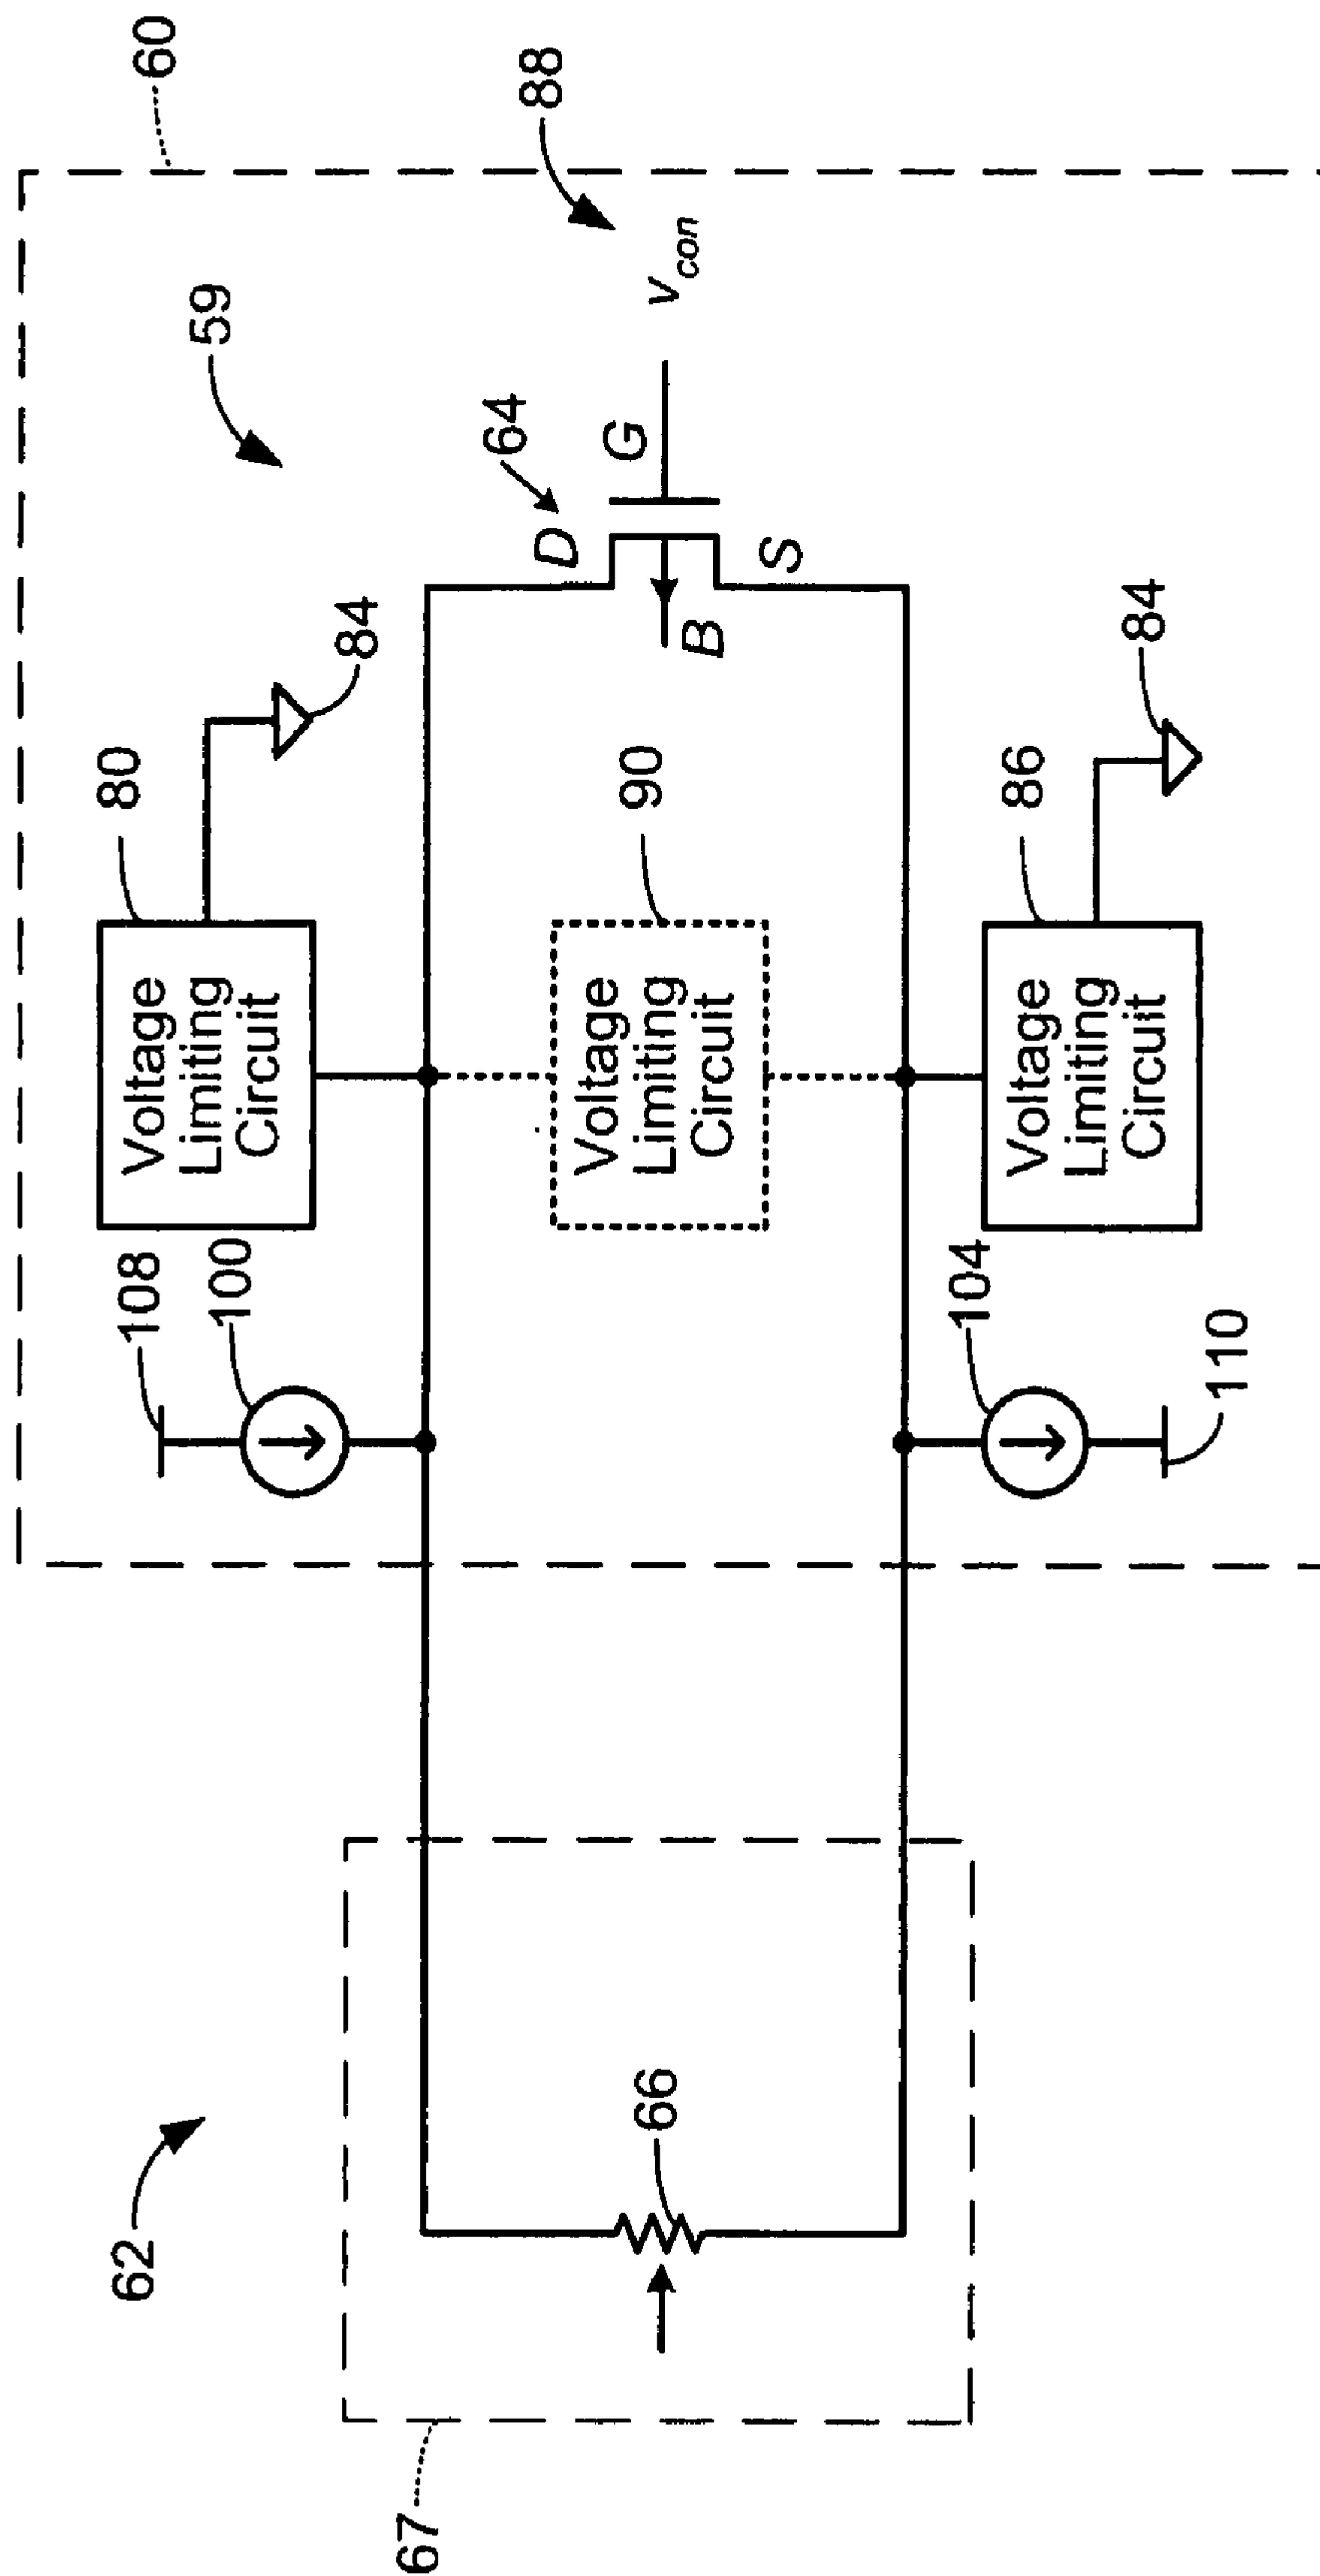 60
88
59
v_con
64
D
G
84
S
B
84
80
Voltage
Limiting
Circuit
90
Voltage
Limiting
Circuit
86
Voltage
Limiting
Circuit
108
100
104
110
62
66
67